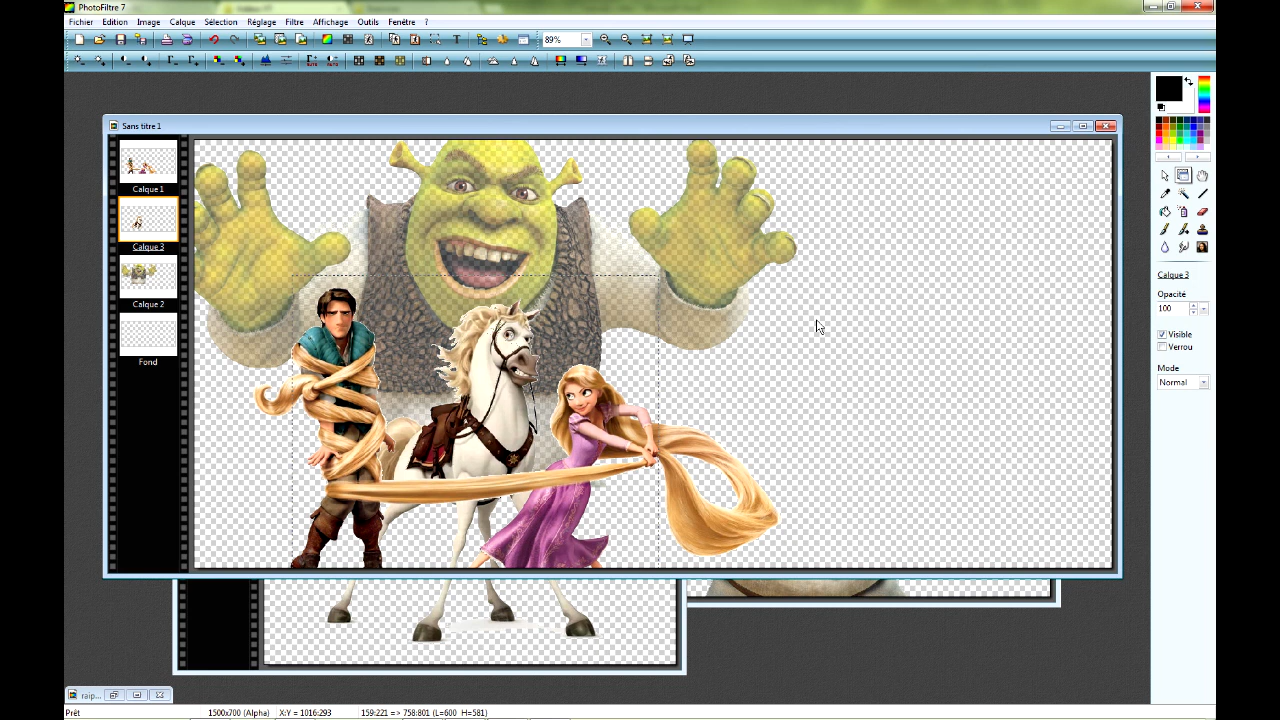 PhotoFiltre 7
Fichier Edition Image Calque Sélection Réglage Filtre Affichage Outils Fenêtre ?
89%
Sans titre 1
Calque 1
Calque 3
Calque 2
Fond
Calque 3
Opacité
100
Visible
Verrou
Mode
Normal
raip...
Prêt 1500x700 (Alpha) X:Y = 1016:293 159:221 => 758:801 (L=600 H=581)